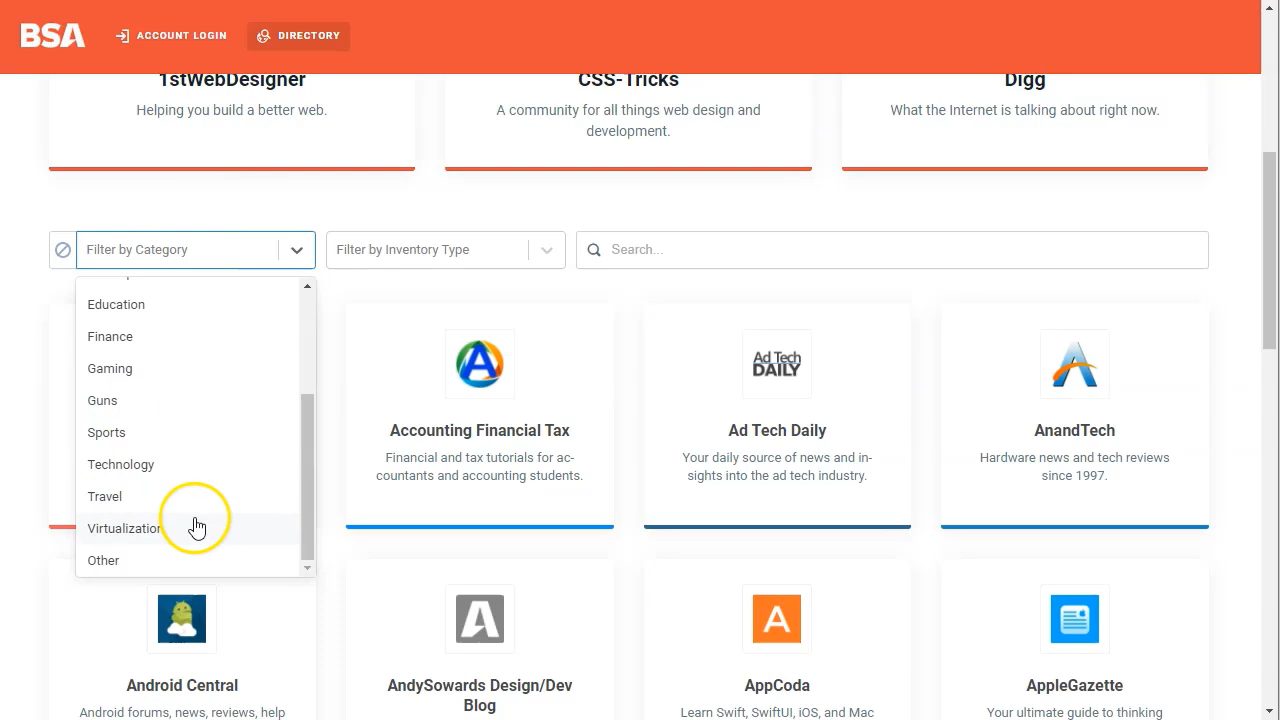 BSA
ACCOUNT LOGIN
DIRECTORY
1stWebDesigner
Helping you build a better web.
CSS-Tricks
A community for all things web design and
development.
Digg
What the Internet is talking about right now.
Filter by Category
Filter by Inventory Type
Search...
Education
Finance
Gaming
Guns
Sports
Technology
Travel
Virtualization
Other
Accounting Financial Tax
Financial and tax tutorials for ac-
countants and accounting students.
Ad Tech
DAILY
Ad Tech Daily
Your daily source of news and in-
sights into the ad tech industry.
AnandTech
Hardware news and tech reviews
since 1997.
Android Central
Android forums, news, reviews, help
AndySowards Design/Dev
Blog
A
AppCoda
Learn Swift, SwiftUI, iOS, and Mac
AppleGazette
Your ultimate guide to thinking